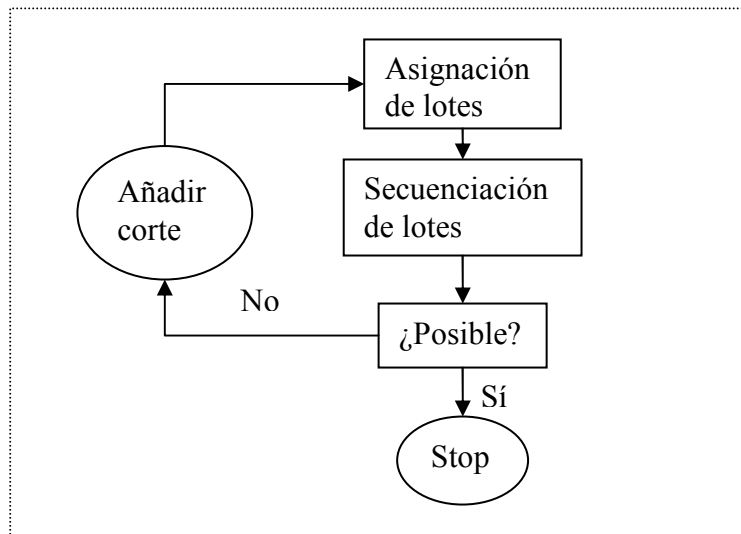 Asignación
de lotes
Añadir
corte
Secuenciación
de lotes
No
¿Posible?
Sí
Stop